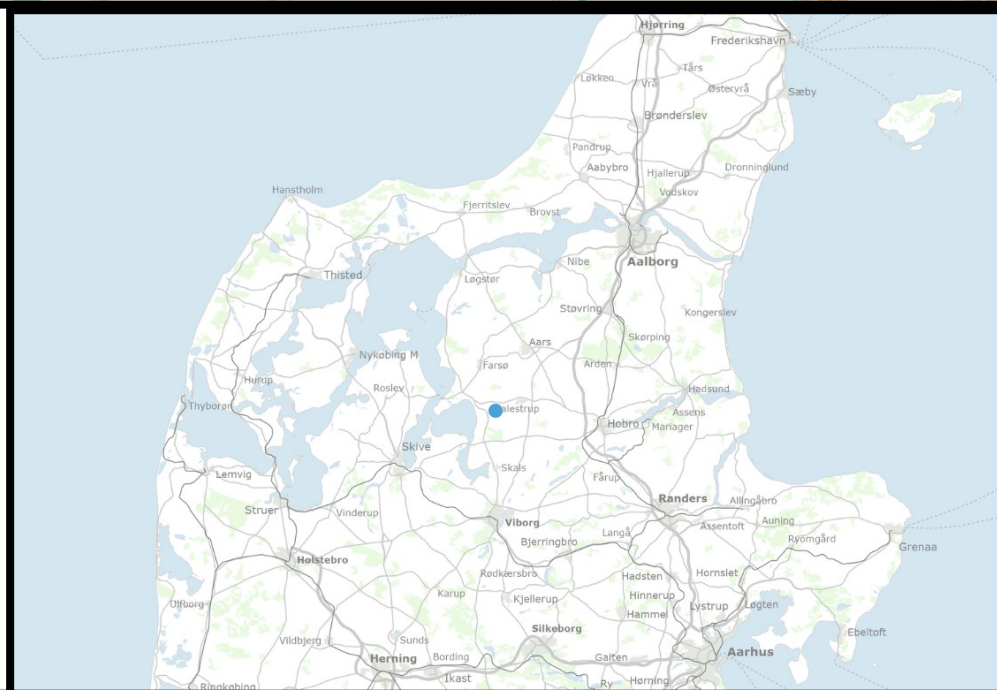 Hjørring
Frederikshavn
Tårs
Løkken
Vrå
Østervrå
Sæby
Brønderslev
Pandrup
Aabybro
Hjallerup
Dronninglund
Vodskov
Hanstholm
Fjerritslev
Brovst
Aalborg
Nibe
Thisted
Løgstør
Støvring
Kongerslev
Skørping
Aars
Nykøbing M
Farsø
Arden
Hurup
Roslev
Hadsund
Thyborøn
alestrup
Assens
Hobro
Mariager
Skive
Skals
Lemvig
Fårup
Randers
Allingåbro
Struer
Vinderup
Viborg
Langå
Assentoft
Auning
Bjerringbro
Ryomgård
Grenaa
Holstebro
Rødkærsbro
Hadsten
Hornslet
Karup
Kjellerup
Hinnerup
Lystrup
Løgten
Ulfborg
Hammel
Silkeborg
Ebeltoft
Vildbjerg
Sunds
Herning
Bording
Galten
Aarhus
Ikast
Ry
Hørning
Ringkøbing